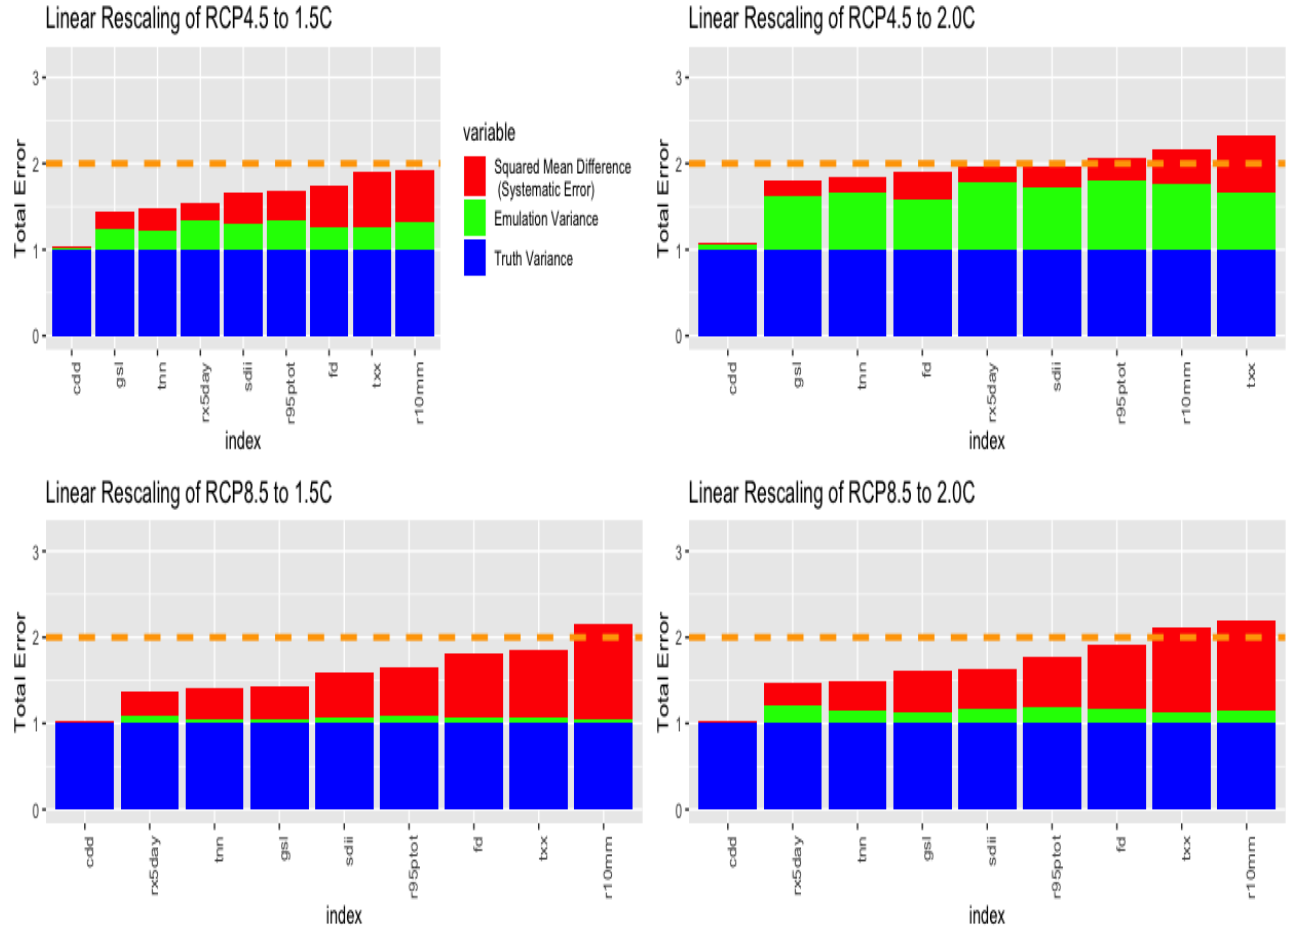 Linear Rescaling of RCP4.5 to 1.5C
Total Error
3
2
1
0
cdd
gsl
tnn
rx5day
sdii
r95ptot
fd
txx
r10mm
index
variable
Squared Mean Difference
(Systematic Error)
Emulation Variance
Truth Variance
Linear Rescaling of RCP4.5 to 2.0C
Total Error
3
2
1
0
cdd
gsl
tnn
fd
rx5day
sdii
r95ptot
r10mm
txx
index
Linear Rescaling of RCP8.5 to 1.5C
Total Error
3
2
1
0
cdd
rx5day
tnn
gsl
sdii
r95ptot
fd
txx
r10mm
index
Linear Rescaling of RCP8.5 to 2.0C
Total Error
3
2
1
0
cdd
rx5day
tnn
gsl
sdii
r95ptot
fd
txx
r10mm
index